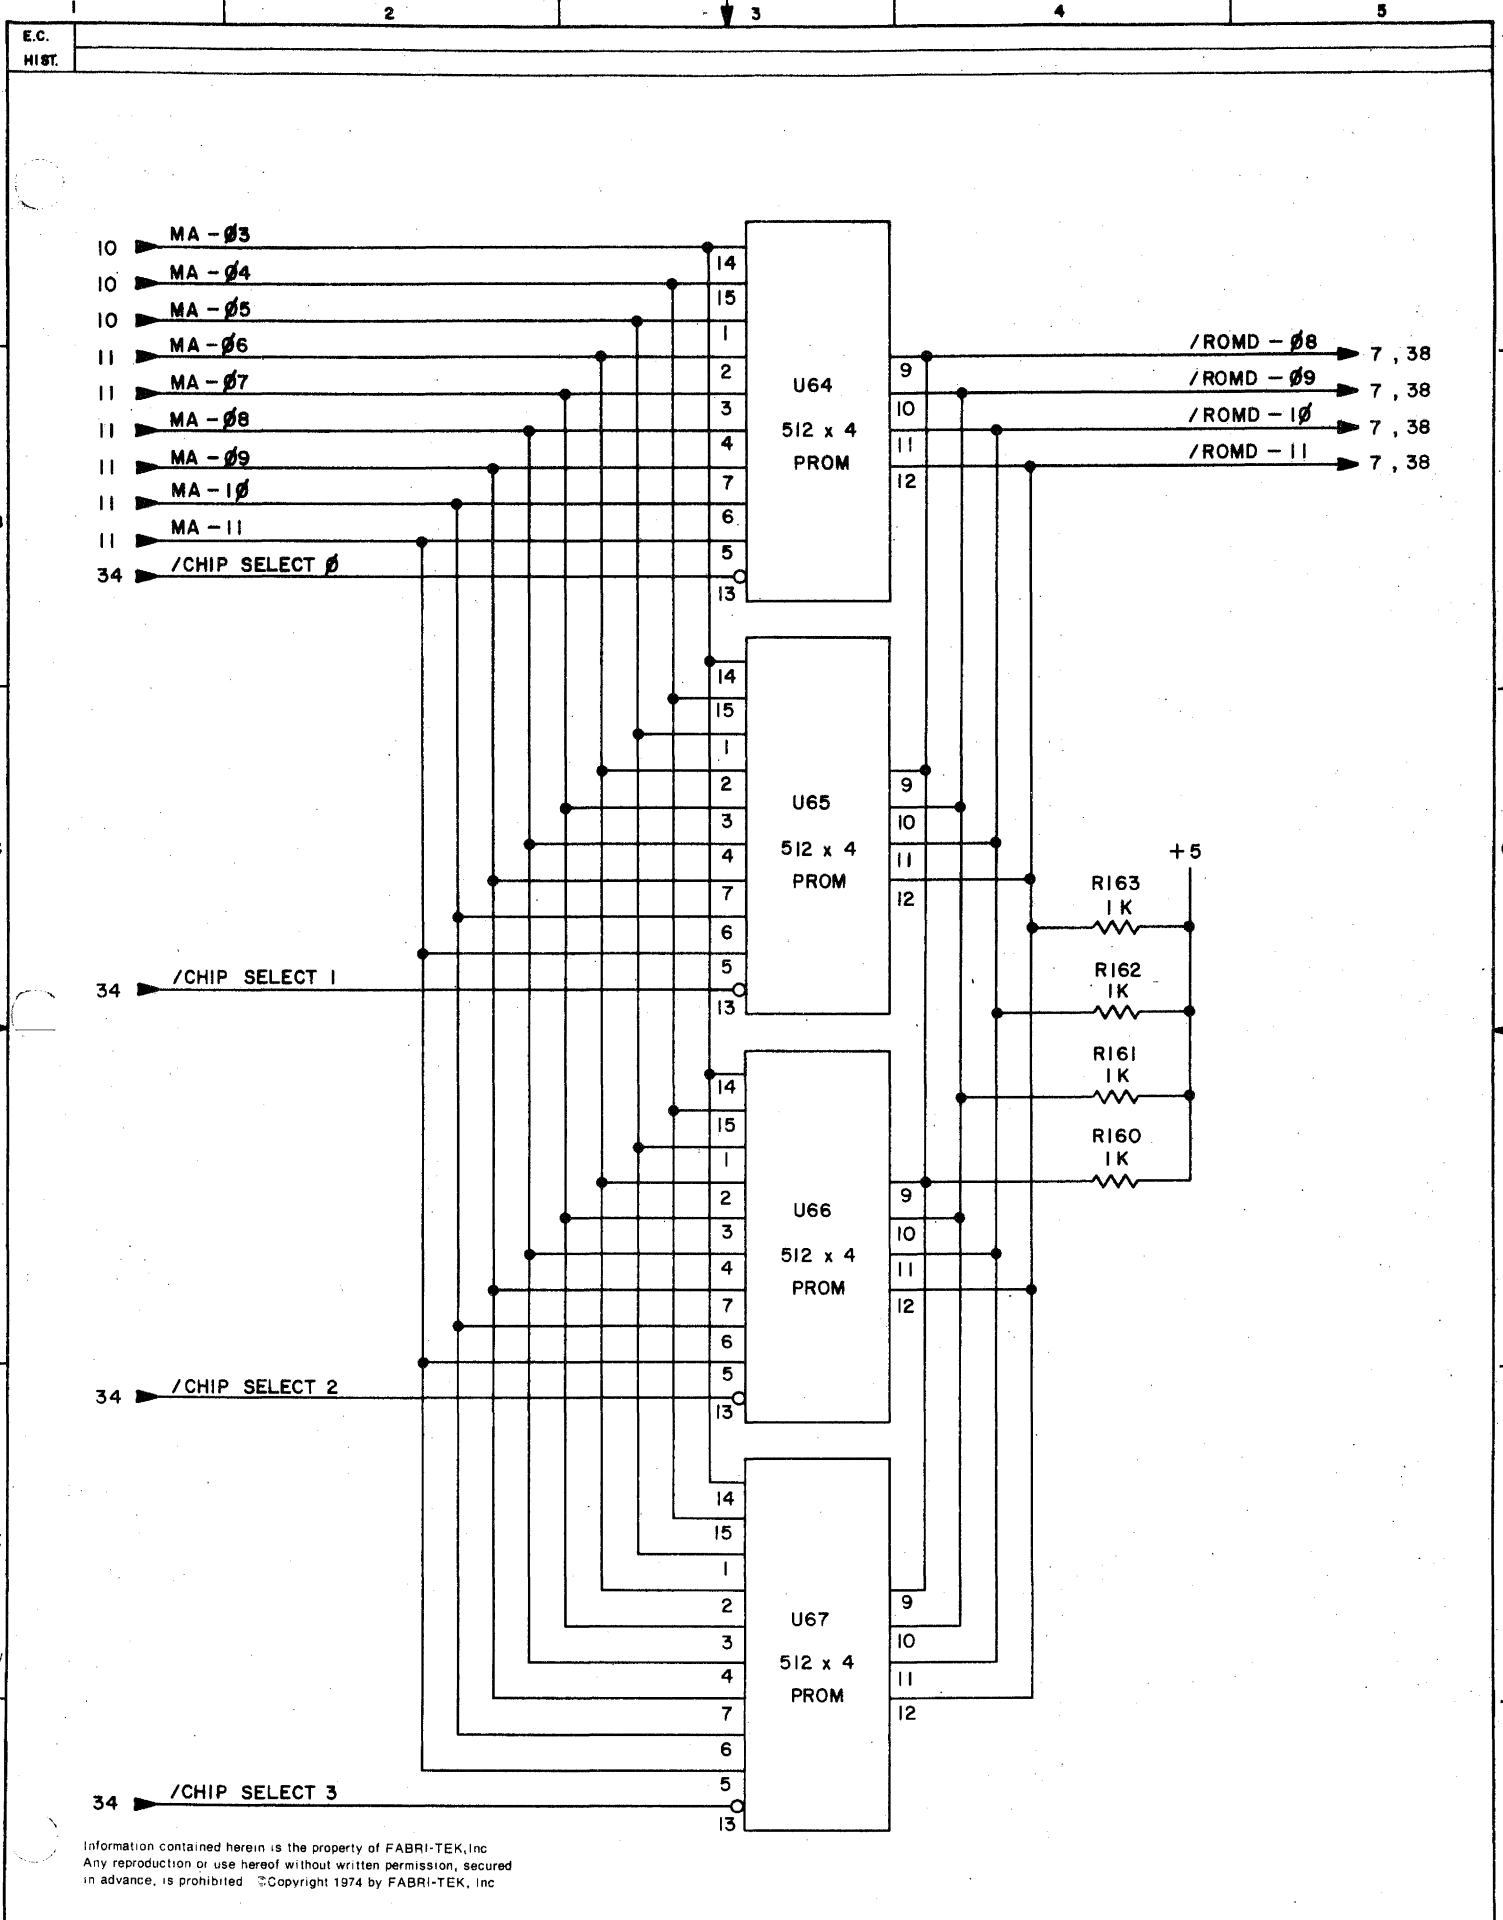 1 2 3 4 5
E.C.
HIST.
10 MA-Ø3
14
10 MA-Ø4
15
10 MA-Ø5
1
11 MA-Ø6
2
11 MA-Ø7
3
11 MA-Ø8
4
11 MA-Ø9
7
11 MA-1Ø
6
11 MA-11
5
34 /CHIP SELECT Ø
13
U64
512 x 4
PROM
9
10
11
12
/ROMD-Ø8 7,38
/ROMD-Ø9 7,38
/ROMD-1Ø 7,38
/ROMD-11 7,38
14
15
1
2
3
4
7
6
5
34 /CHIP SELECT 1
13
U65
512 x 4
PROM
9
10
11
12
+5
R163
1K
R162
1K
R161
1K
R160
1K
14
15
1
2
3
4
7
6
5
34 /CHIP SELECT 2
13
U66
512 x 4
PROM
9
10
11
12
14
15
1
2
3
4
7
6
5
34 /CHIP SELECT 3
13
U67
512 x 4
PROM
9
10
11
12
Information contained herein is the property of FABRI-TEK,Inc
Any reproduction or use hereof without written permission, secured
in advance, is prohibited ©Copyright 1974 by FABRI-TEK, Inc